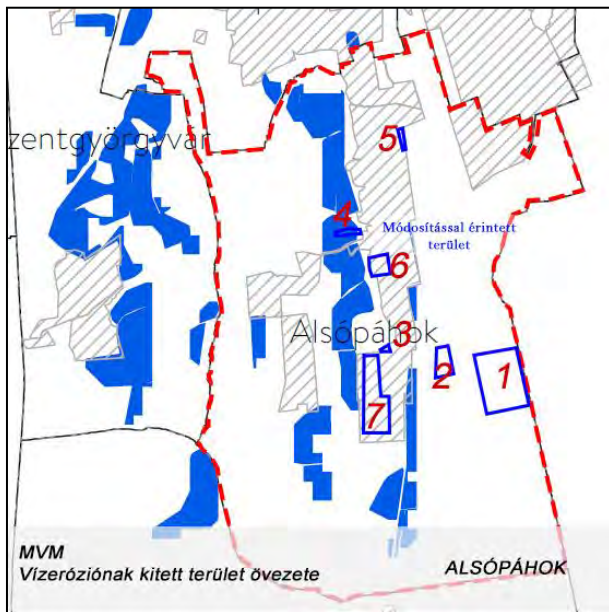 zentgyörgyvár
5
4
Módosítással érintett
terület
6
Alsópáhok
3
2
1
7
MVM
Vízeróziónak kitett terület övezete
ALSÓPÁHOK